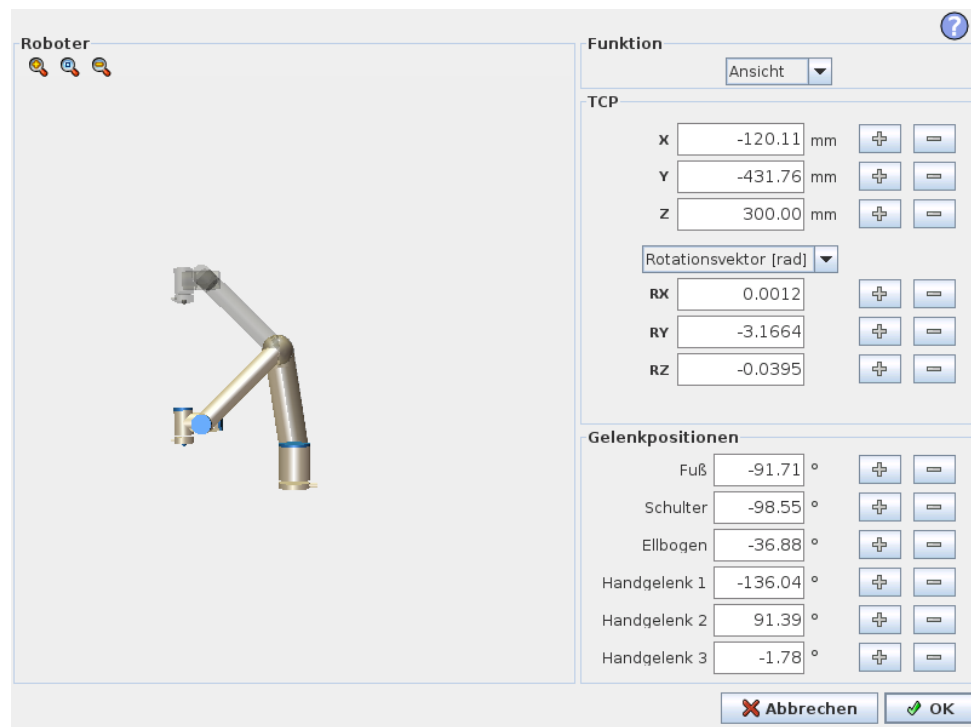 ?
Roboter
Funktion
Ansicht
TCP
X -120.11 mm
Y -431.76 mm
Z 300.00 mm
Rotationsvektor [rad]
RX 0.0012
RY -3.1664
RZ -0.0395
Gelenkpositionen
Fuß -91.71 °
Schulter -98.55 °
Ellbogen -36.88 °
Handgelenk 1 -136.04 °
Handgelenk 2 91.39 °
Handgelenk 3 -1.78 °
Abbrechen
OK